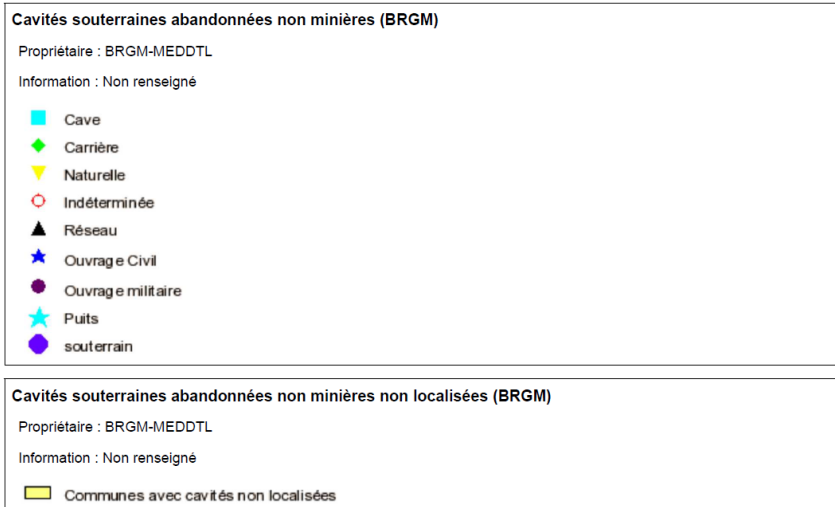 Cavités souterraines abandonnées non minières (BRGM)
Propriétaire : BRGM-MEDDTL
Information : Non renseigné
Cave
Carrière
Naturelle
Indéterminée
Réseau
Ouvrage Civil
Ouvrage militaire
Puits
souterrain
Cavités souterraines abandonnées non minières non localisées (BRGM)
Propriétaire : BRGM-MEDDTL
Information : Non renseigné
Communes avec cavités non localisées